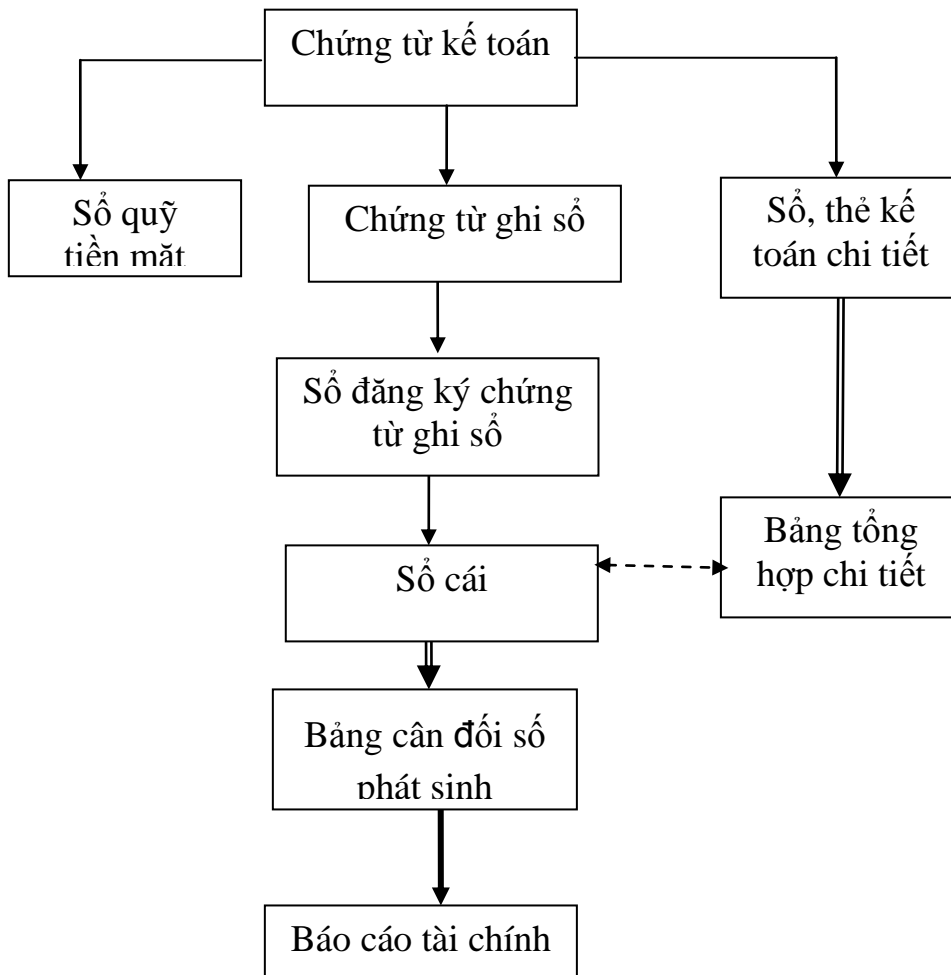 Chứng từ kế toán
Sổ quỹ
tiền mặt
Chứng từ ghi sổ
Sổ, thẻ kế
toán chi tiết
Sổ đăng ký chứng
từ ghi sổ
Bảng tổng
hợp chi tiết
Sổ cái
Bảng cân đối số
phát sinh
Báo cáo tài chính